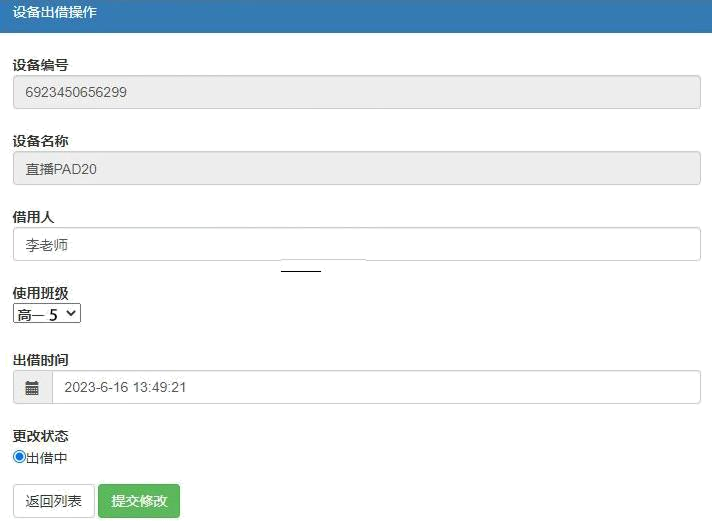 设备出借操作
设备编号
6923450656299
设备名称
直播PAD20
借用人
李老师
使用班级
高一 5
出借时间
2023-6-16 13:49:21
更改状态
出借中
返回列表 提交修改